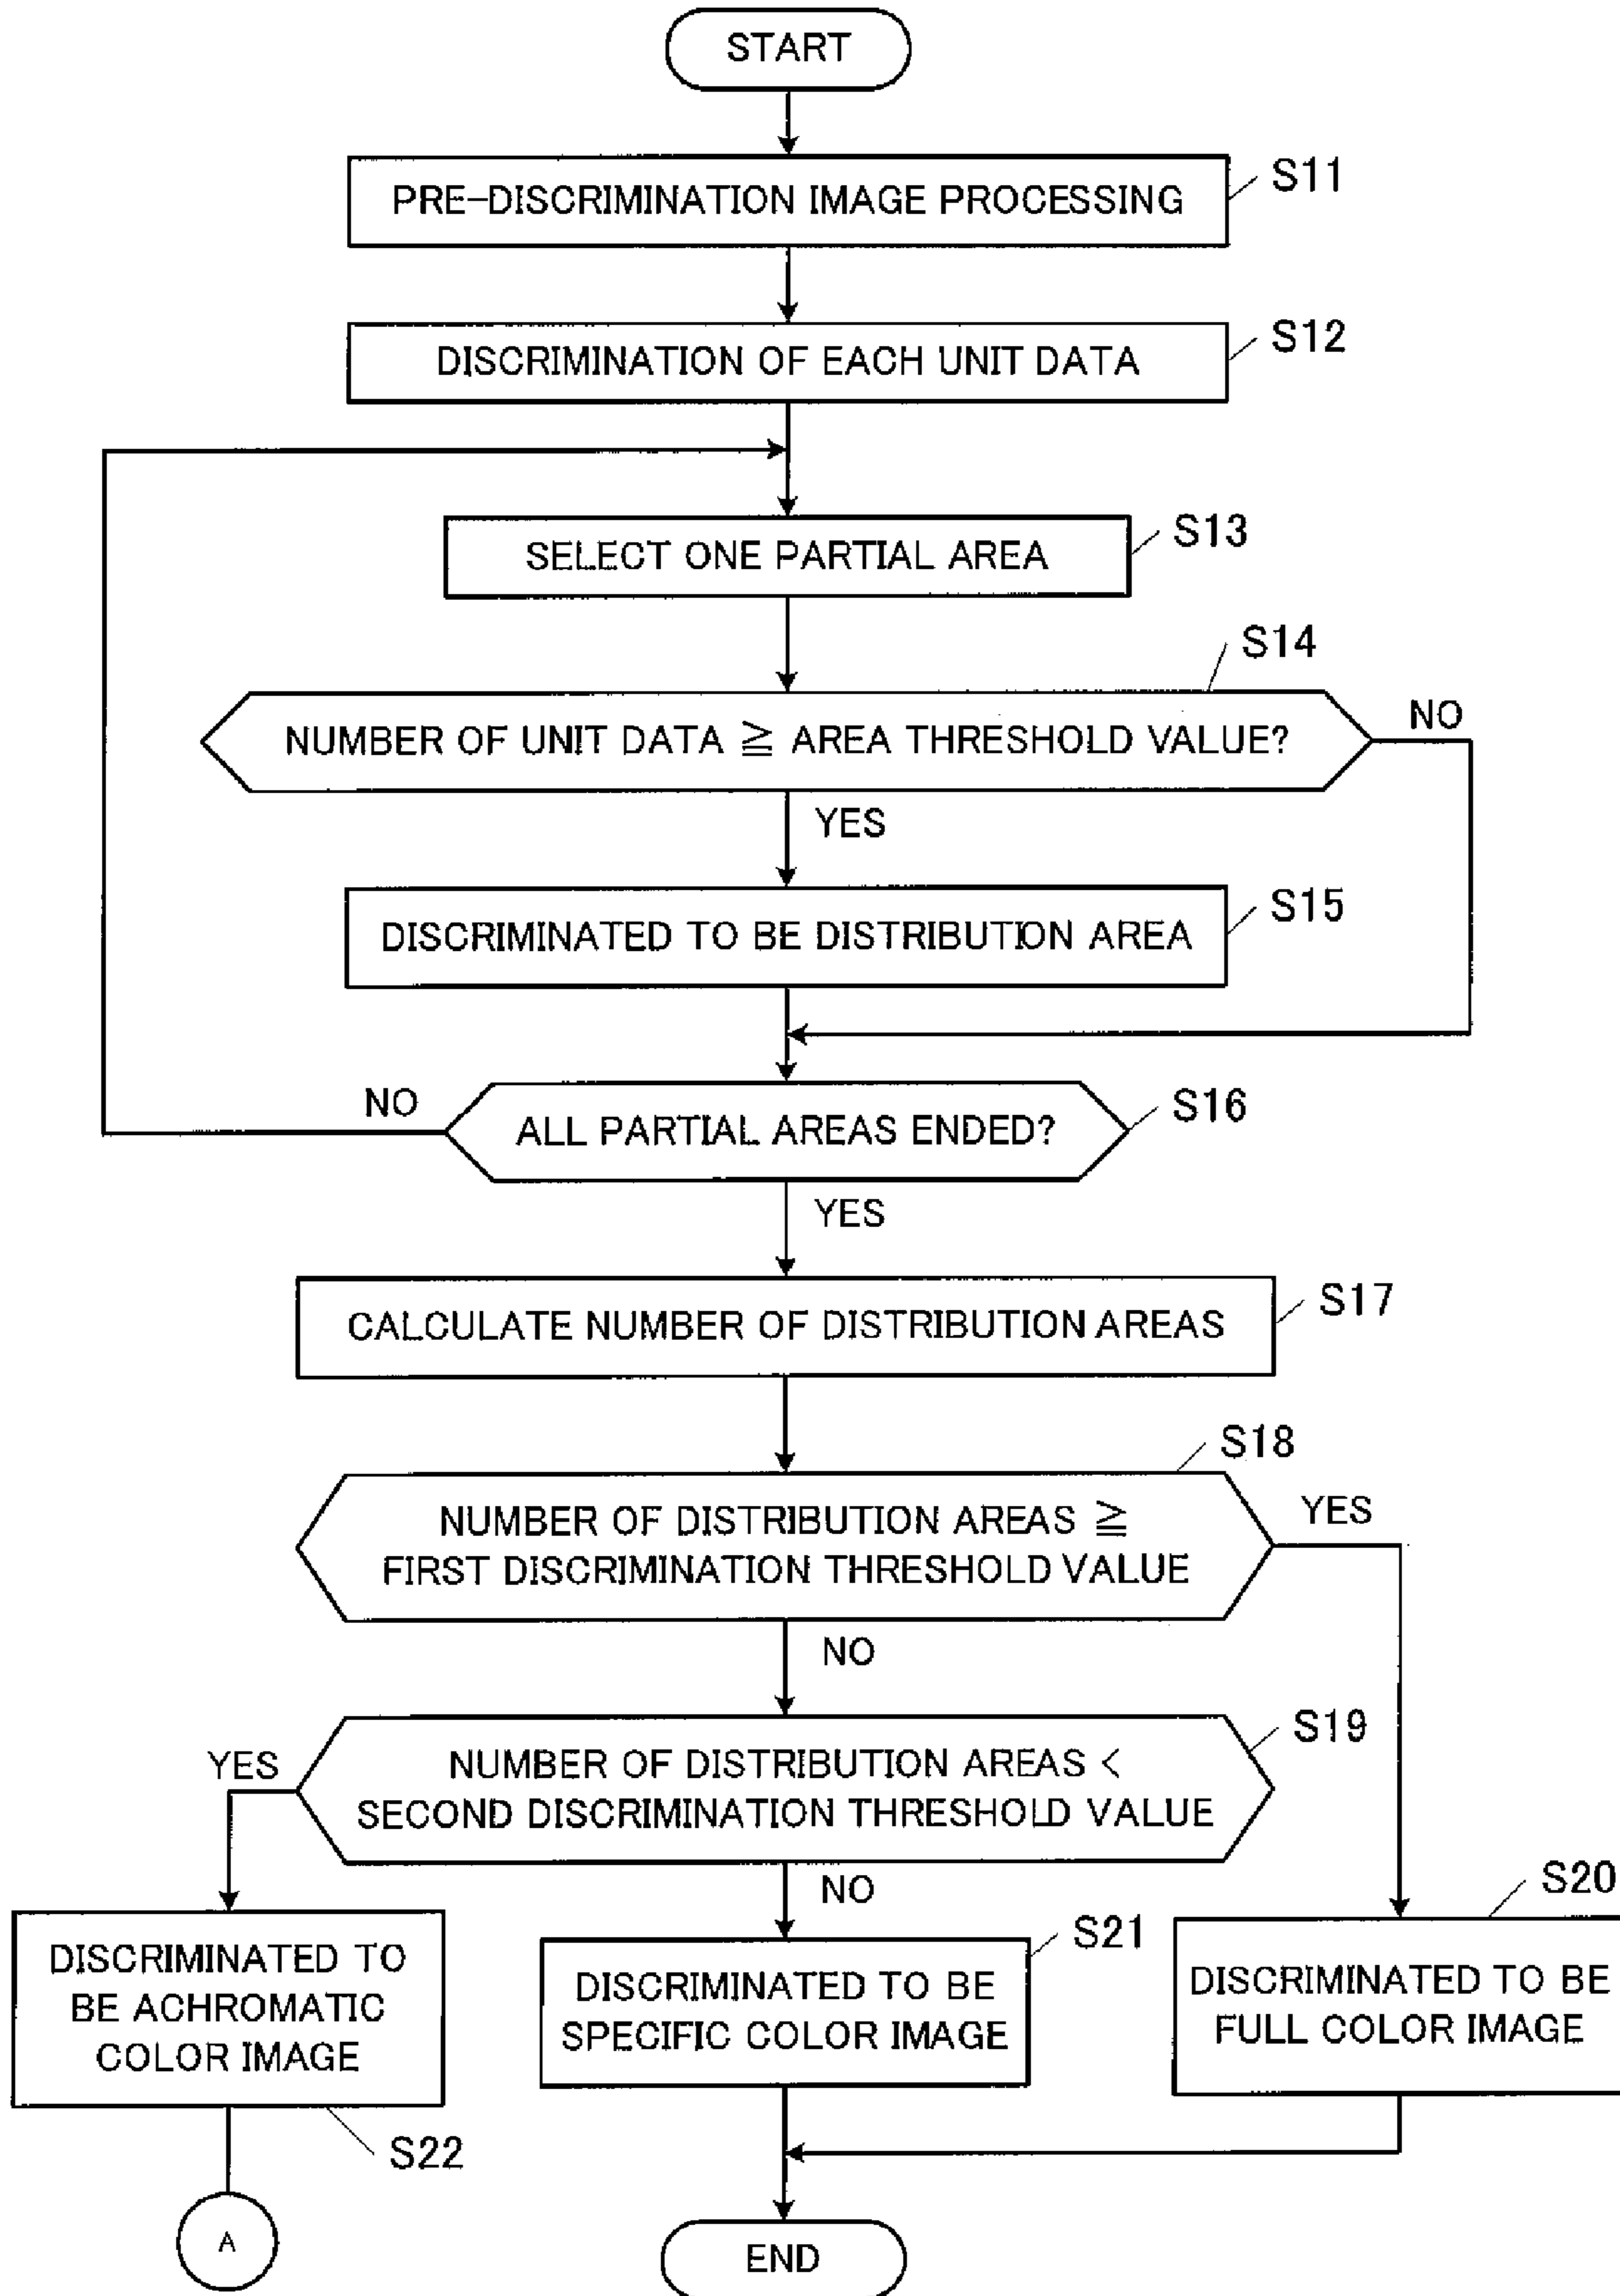 START
PRE-DISCRIMINATION IMAGE PROCESSING
S11
DISCRIMINATION OF EACH UNIT DATA
S12
SELECT ONE PARTIAL AREA
S13
S14
NUMBER OF UNIT DATA ≧ AREA THRESHOLD VALUE?
NO
YES
DISCRIMINATED TO BE DISTRIBUTION AREA
S15
NO
ALL PARTIAL AREAS ENDED?
S16
YES
CALCULATE NUMBER OF DISTRIBUTION AREAS
S17
S18
NUMBER OF DISTRIBUTION AREAS ≧
FIRST DISCRIMINATION THRESHOLD VALUE
YES
NO
S19
YES
NUMBER OF DISTRIBUTION AREAS <
SECOND DISCRIMINATION THRESHOLD VALUE
NO
S20
S21
DISCRIMINATED TO
BE ACHROMATIC
COLOR IMAGE
DISCRIMINATED TO BE
SPECIFIC COLOR IMAGE
DISCRIMINATED TO BE
FULL COLOR IMAGE
S22
A
END